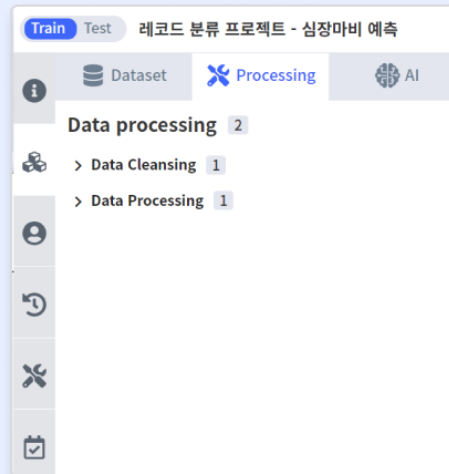 Train Test 레코드 분류 프로젝트 - 심장마비 예측
Dataset Processing AI
Data processing 2
Data Cleansing 1
Data Processing 1